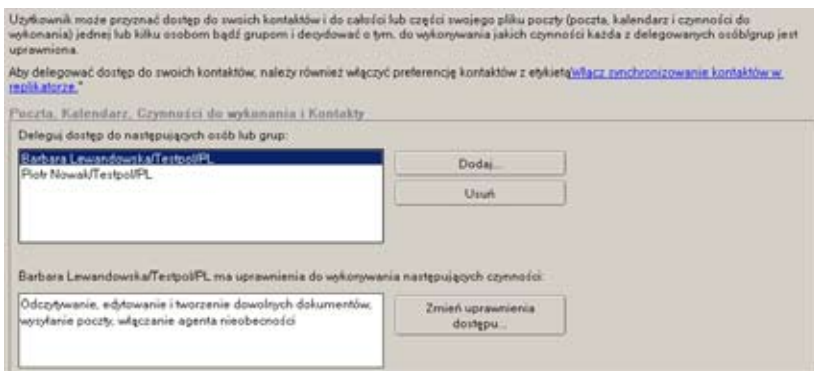 Użytkownik może przyznać dostęp do swoich kontaktów i do całości lub części swojego pliku poczty (poczta, kalendarz i czynności do
wykonania) jednej lub kilku osobom bądź grupom i decydować o tym, do wykonywania jakich czynności każda z delegowanych osób/grup jest
uprawniona.
Aby delegować dostęp do swoich kontaktów, należy również włączyć preferencję kontaktów z etykietą'Włącz synchronizowanie kontaktów w
replikatorze."
Poczta, Kalendarz, Czynności do wykonania i Kontakty
Deleguj dostęp do następujących osób lub grup:
Barbara Lewandowska/Testpol/PL
Dodaj...
Piotr Nowak/Testpol/PL
Usuń
Barbara Lewandowska/Testpol/PL ma uprawnienia do wykonywania następujących czynności:
Odczytywanie, edytowanie i tworzenie dowolnych dokumentów,
wysyłanie poczty, włączanie agenta nieobecności
Zmień uprawnienia
dostępu...